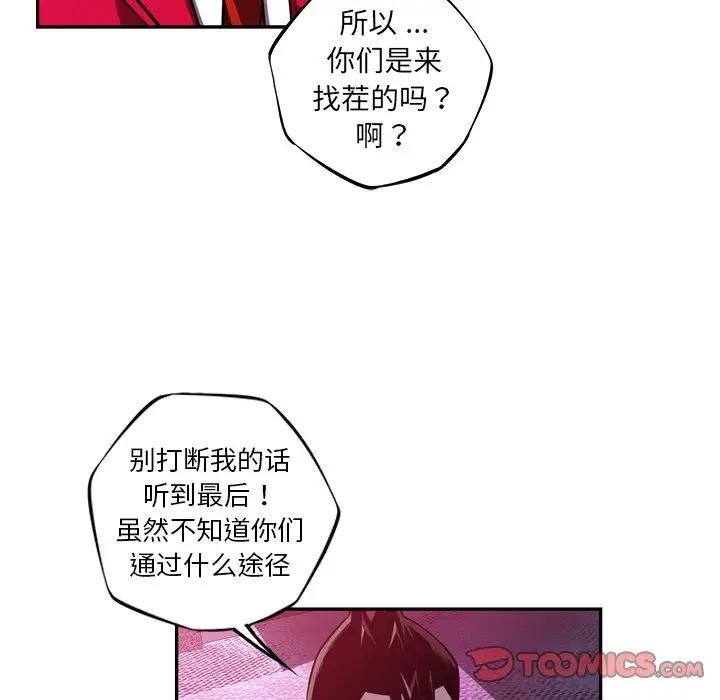 所以 ...
你们是来
找茬的吗？
啊？
别打断我的话
听到最后！
虽然不知道你们
通过什么途径
TOOMICS.COM